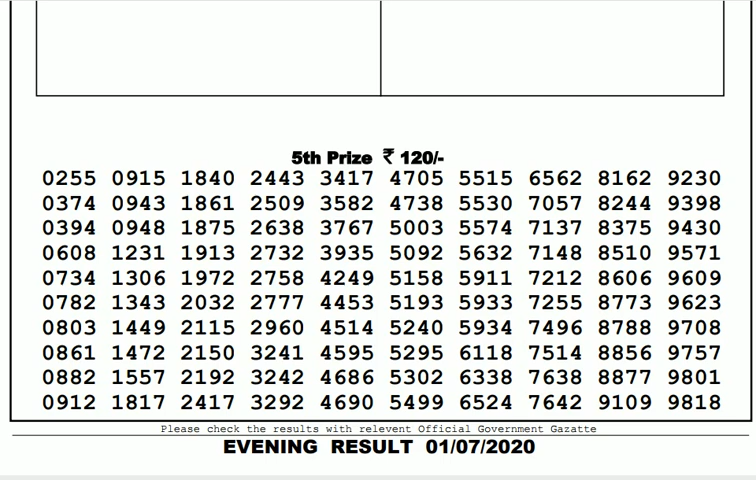 5th Prize ₹ 120/-
0255 0915 1840 2443 3417 4705 5515 6562 8162 9230
0374 0943 1861 2509 3582 4738 5530 7057 8244 9398
0394 0948 1875 2638 3767 5003 5574 7137 8375 9430
0608 1231 1913 2732 3935 5092 5632 7148 8510 9571
0734 1306 1972 2758 4249 5158 5911 7212 8606 9609
0782 1343 2032 2777 4453 5193 5933 7255 8773 9623
0803 1449 2115 2960 4514 5240 5934 7496 8788 9708
0861 1472 2150 3241 4595 5295 6118 7514 8856 9757
0882 1557 2192 3242 4686 5302 6338 7638 8877 9801
0912 1817 2417 3292 4690 5499 6524 7642 9109 9818
Please check the results with relevent Official Government Gazatte
EVENING RESULT 01/07/2020